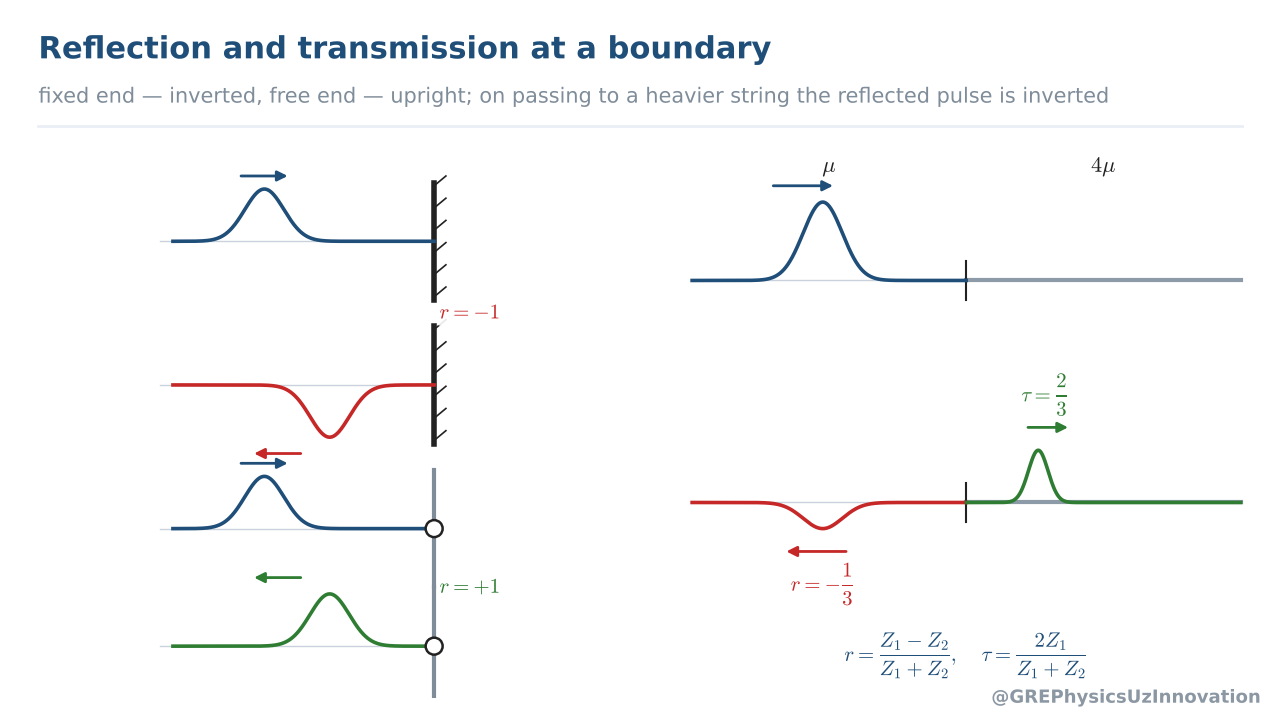 Reflection and transmission at a boundary
fixed end — inverted, free end — upright; on passing to a heavier string the reflected pulse is inverted
μ
4μ
r = −1
τ = 2/3
r = +1
r = −1/3
r = (Z₁ − Z₂)/(Z₁ + Z₂), τ = 2Z₁/(Z₁ + Z₂)
@GREPhysicsUzInnovation